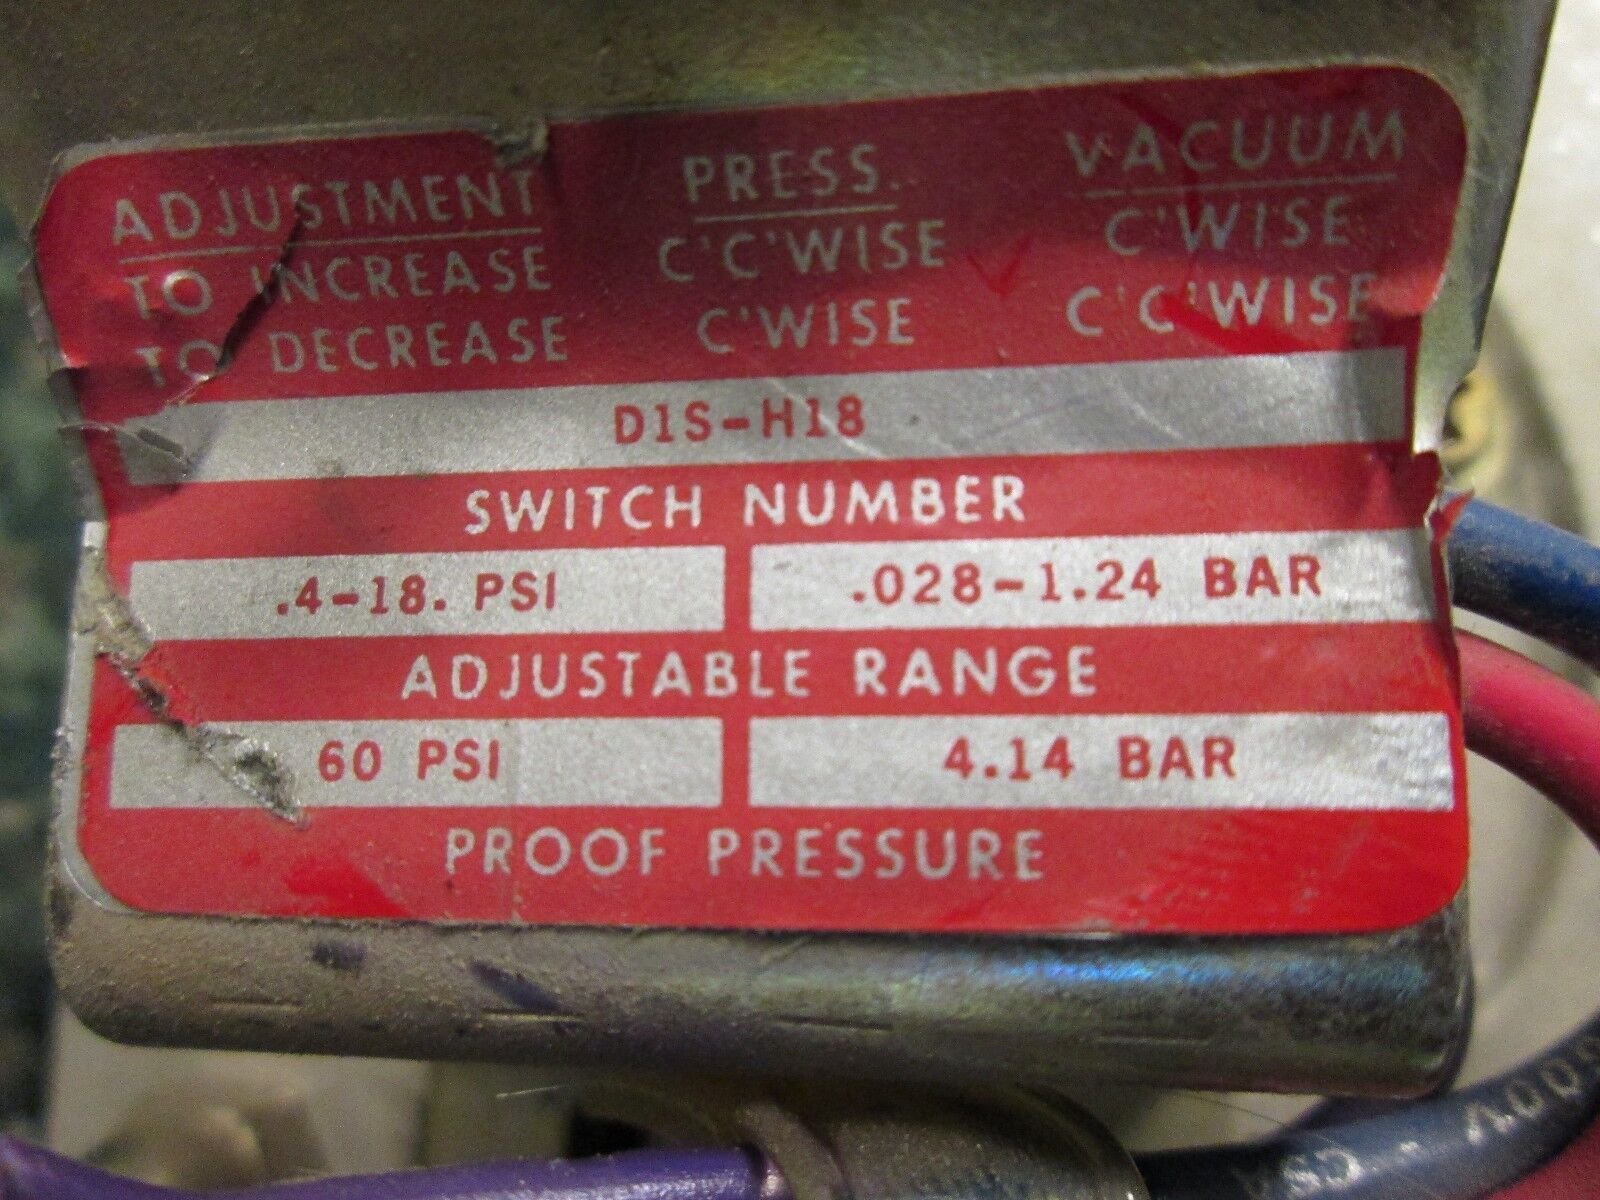 ADJUSTMENT PRESS. VACUUM
TO INCREASE C'C'WISE C'WISE
TO DECREASE C'WISE C'C'WISE
D1S-H18
SWITCH NUMBER
.4-18. PSI .028-1.24 BAR
ADJUSTABLE RANGE
60 PSI 4.14 BAR
PROOF PRESSURE